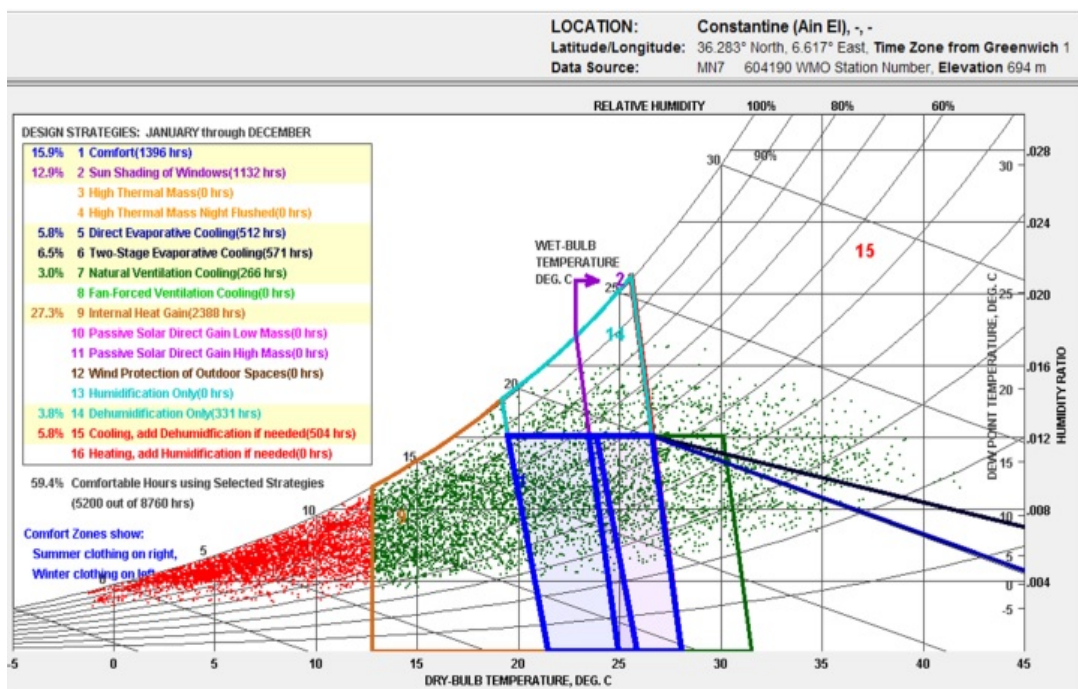 LOCATION: Constantine (Ain El), -, -
Latitude/Longitude: 36.283° North, 6.617° East, Time Zone from Greenwich 1
Data Source: MN7 604190 WMO Station Number, Elevation 694 m
RELATIVE HUMIDITY 100% 80% 60%
DESIGN STRATEGIES: JANUARY through DECEMBER
15.9% 1 Comfort(1396 hrs)
12.9% 2 Sun Shading of Windows(1132 hrs)
3 High Thermal Mass(0 hrs)
4 High Thermal Mass Night Flushed(0 hrs)
5.8% 5 Direct Evaporative Cooling(512 hrs)
6.5% 6 Two-Stage Evaporative Cooling(571 hrs)
3.0% 7 Natural Ventilation Cooling(266 hrs)
8 Fan-Forced Ventilation Cooling(0 hrs)
27.3% 9 Internal Heat Gain(2388 hrs)
10 Passive Solar Direct Gain Low Mass(0 hrs)
11 Passive Solar Direct Gain High Mass(0 hrs)
12 Wind Protection of Outdoor Spaces(0 hrs)
13 Humidification Only(0 hrs)
3.8% 14 Dehumidification Only(331 hrs)
5.8% 15 Cooling, add Dehumidfication if needed(504 hrs)
16 Heating, add Humidification if needed(0 hrs)
59.4% Comfortable Hours using Selected Strategies
(5200 out of 8760 hrs)
Comfort Zones show:
Summer clothing on right,
Winter clothing on left
WET-BULB
TEMPERATURE
DEG. C
90%
30
25
20
15
10
5
0
2
14
15
9
30
25
20
15
10
5
0
-5
DEW POINT TEMPERATURE, DEG. C
.028
.024
.020
.016
.012
.008
.004
HUMIDITY RATIO
-5 0 5 10 15 20 25 30 35 40 45
DRY-BULB TEMPERATURE, DEG. C